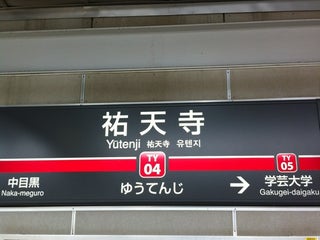 祐天寺
Yūtenji 祐天寺 유텐지
TY
04
TY
05
中目黒
Naka-meguro
ゆうてんじ
→ 学芸大学
Gakugei-daigaku